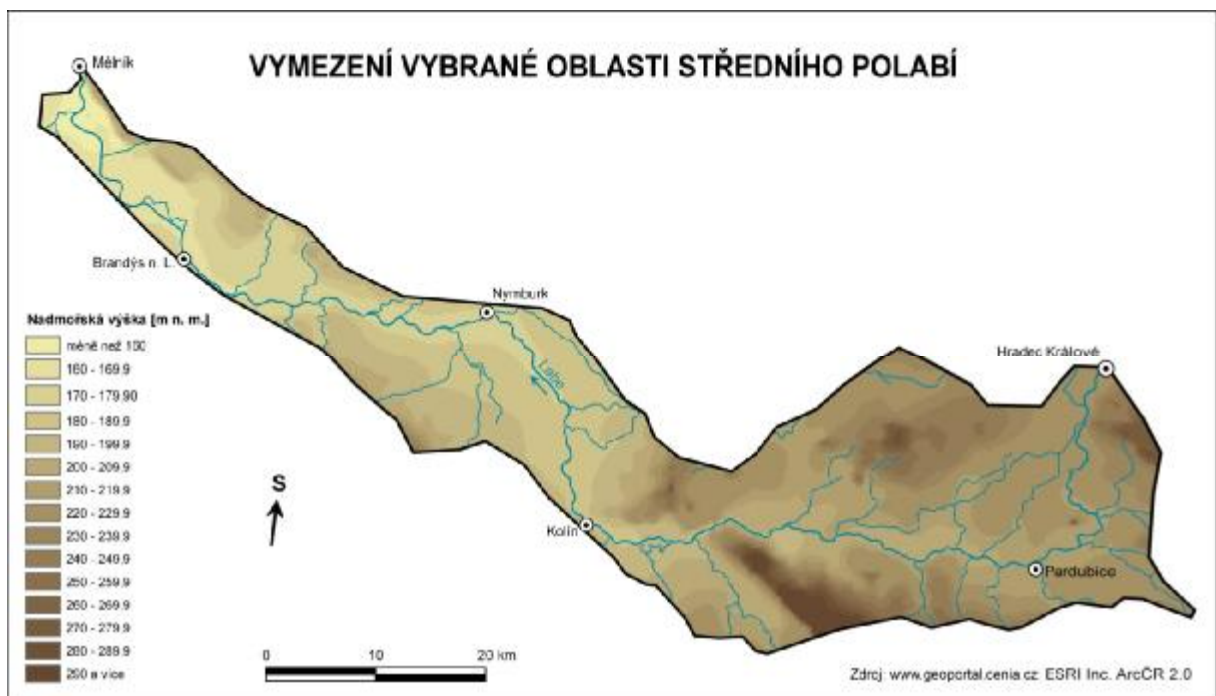 VYMEZENÍ VYBRANÉ OBLASTI STŘEDNÍHO POLABÍ
Mělník
Brandýs n. L.
Nymburk
Labe
Hradec Králové
Kolín
Pardubice
Nadmořská výška [m n. m.]
méně než 160
160 - 169.9
170 - 179.90
180 - 189.9
190 - 199.9
200 - 209.9
210 - 219.9
220 - 229.9
230 - 239.9
240 - 249.9
250 - 259.9
260 - 269.9
270 - 279.9
280 - 289.9
290 a více
S
0 10 20 km
Zdroj: www.geoportal.cenia.cz: ESRI Inc. ArcČR 2.0